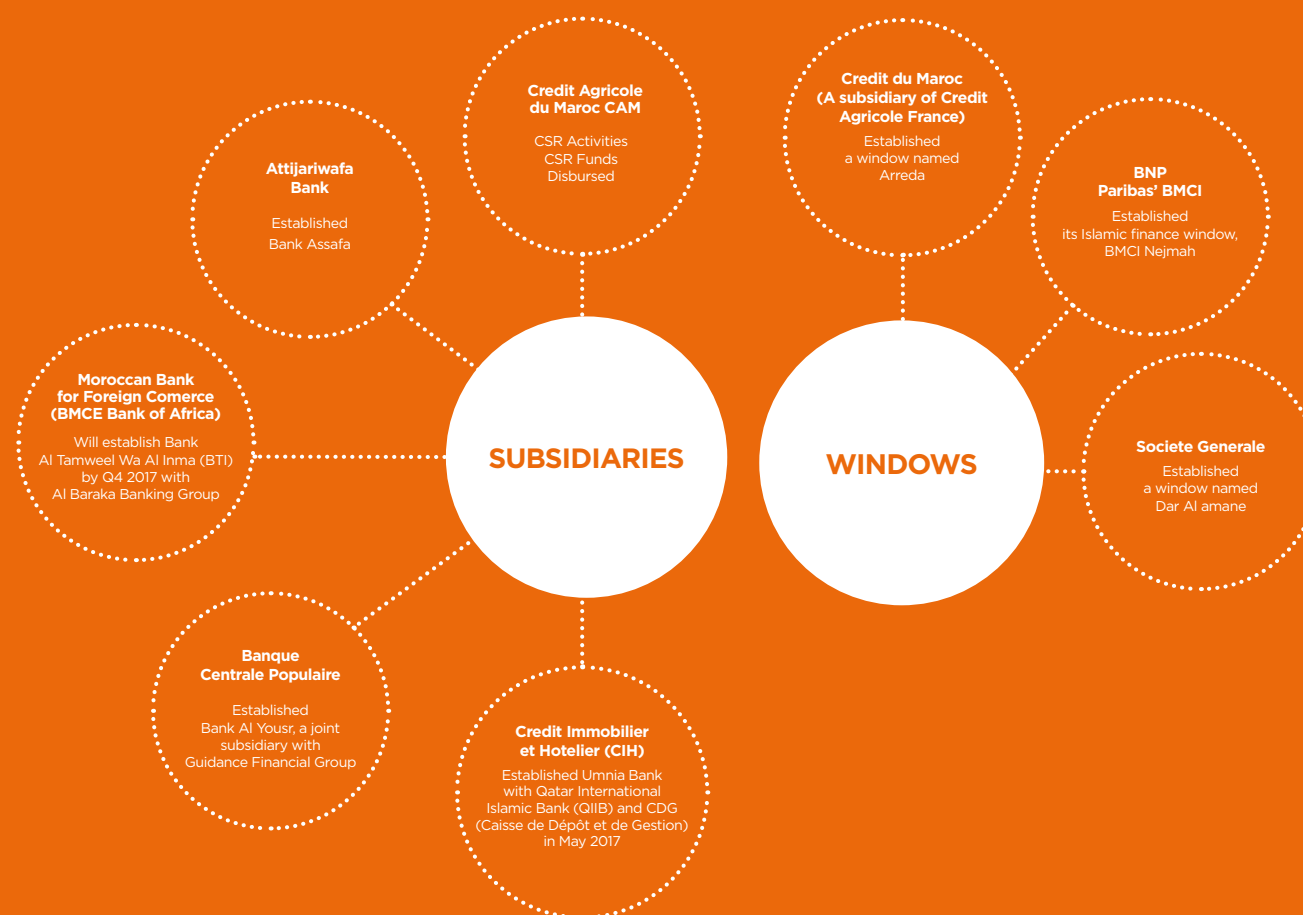 Credit Agricole
du Maroc CAM
CSR Activities
CSR Funds
Disbursed
Attijariwafa
Bank
Established
Bank Assafa
Moroccan Bank
for Foreign Comerce
(BMCE Bank of Africa)
Will establish Bank
Al Tamweel Wa Al Inma (BTI)
by Q4 2017 with
Al Baraka Banking Group
Banque
Centrale Populaire
Established
Bank Al Yousr, a joint
subsidiary with
Guidance Financial Group
Credit Immobilier
et Hotelier (CIH)
Established Umnia Bank
with Qatar International
Islamic Bank (QIIB) and CDG
(Caisse de Dépôt et de Gestion)
in May 2017
SUBSIDIARIES
Credit du Maroc
(A subsidiary of Credit
Agricole France)
Established
a window named
Arreda
BNP
Paribas’ BMCI
Established
its Islamic finance window,
BMCI Nejmah
Societe Generale
Established
a window named
Dar Al amane
WINDOWS